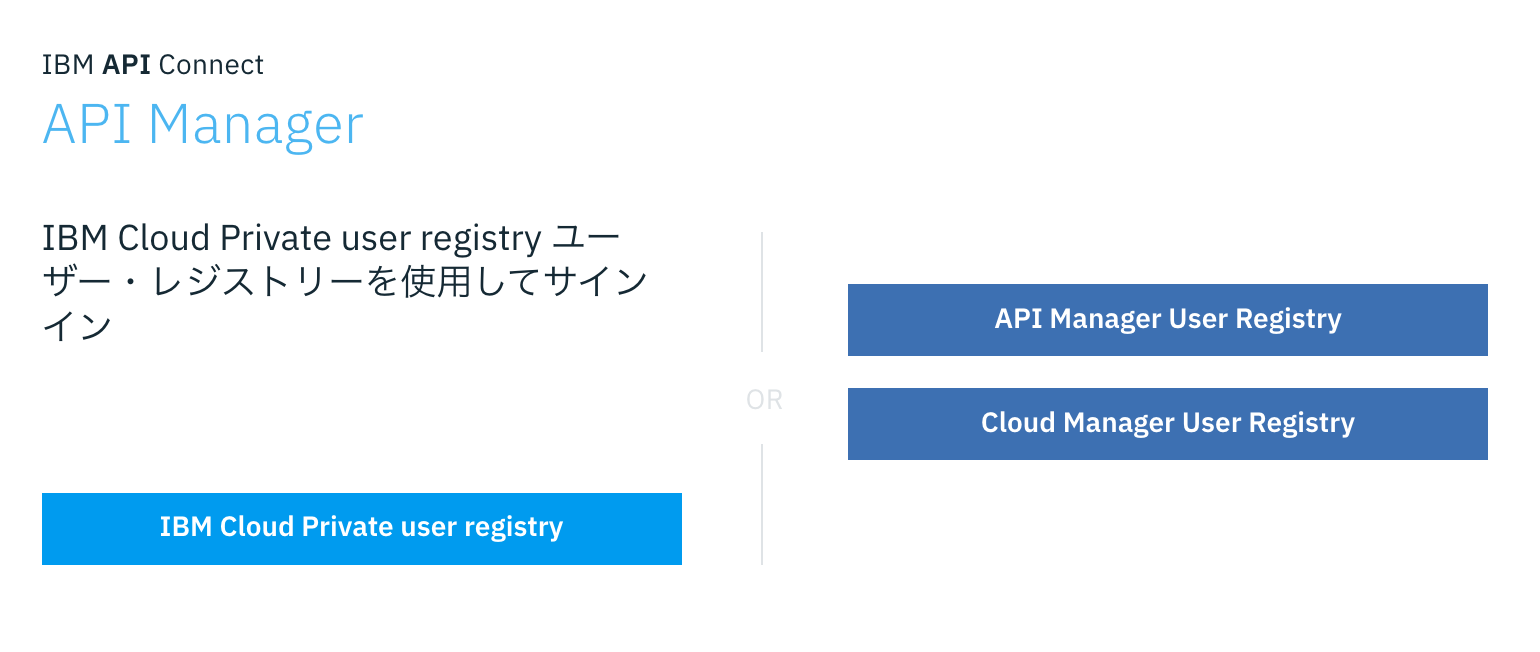 IBM API Connect
API Manager
IBM Cloud Private user registry ユー
ザー・レジストリーを使用してサイン
イン
IBM Cloud Private user registry
OR
API Manager User Registry
Cloud Manager User Registry